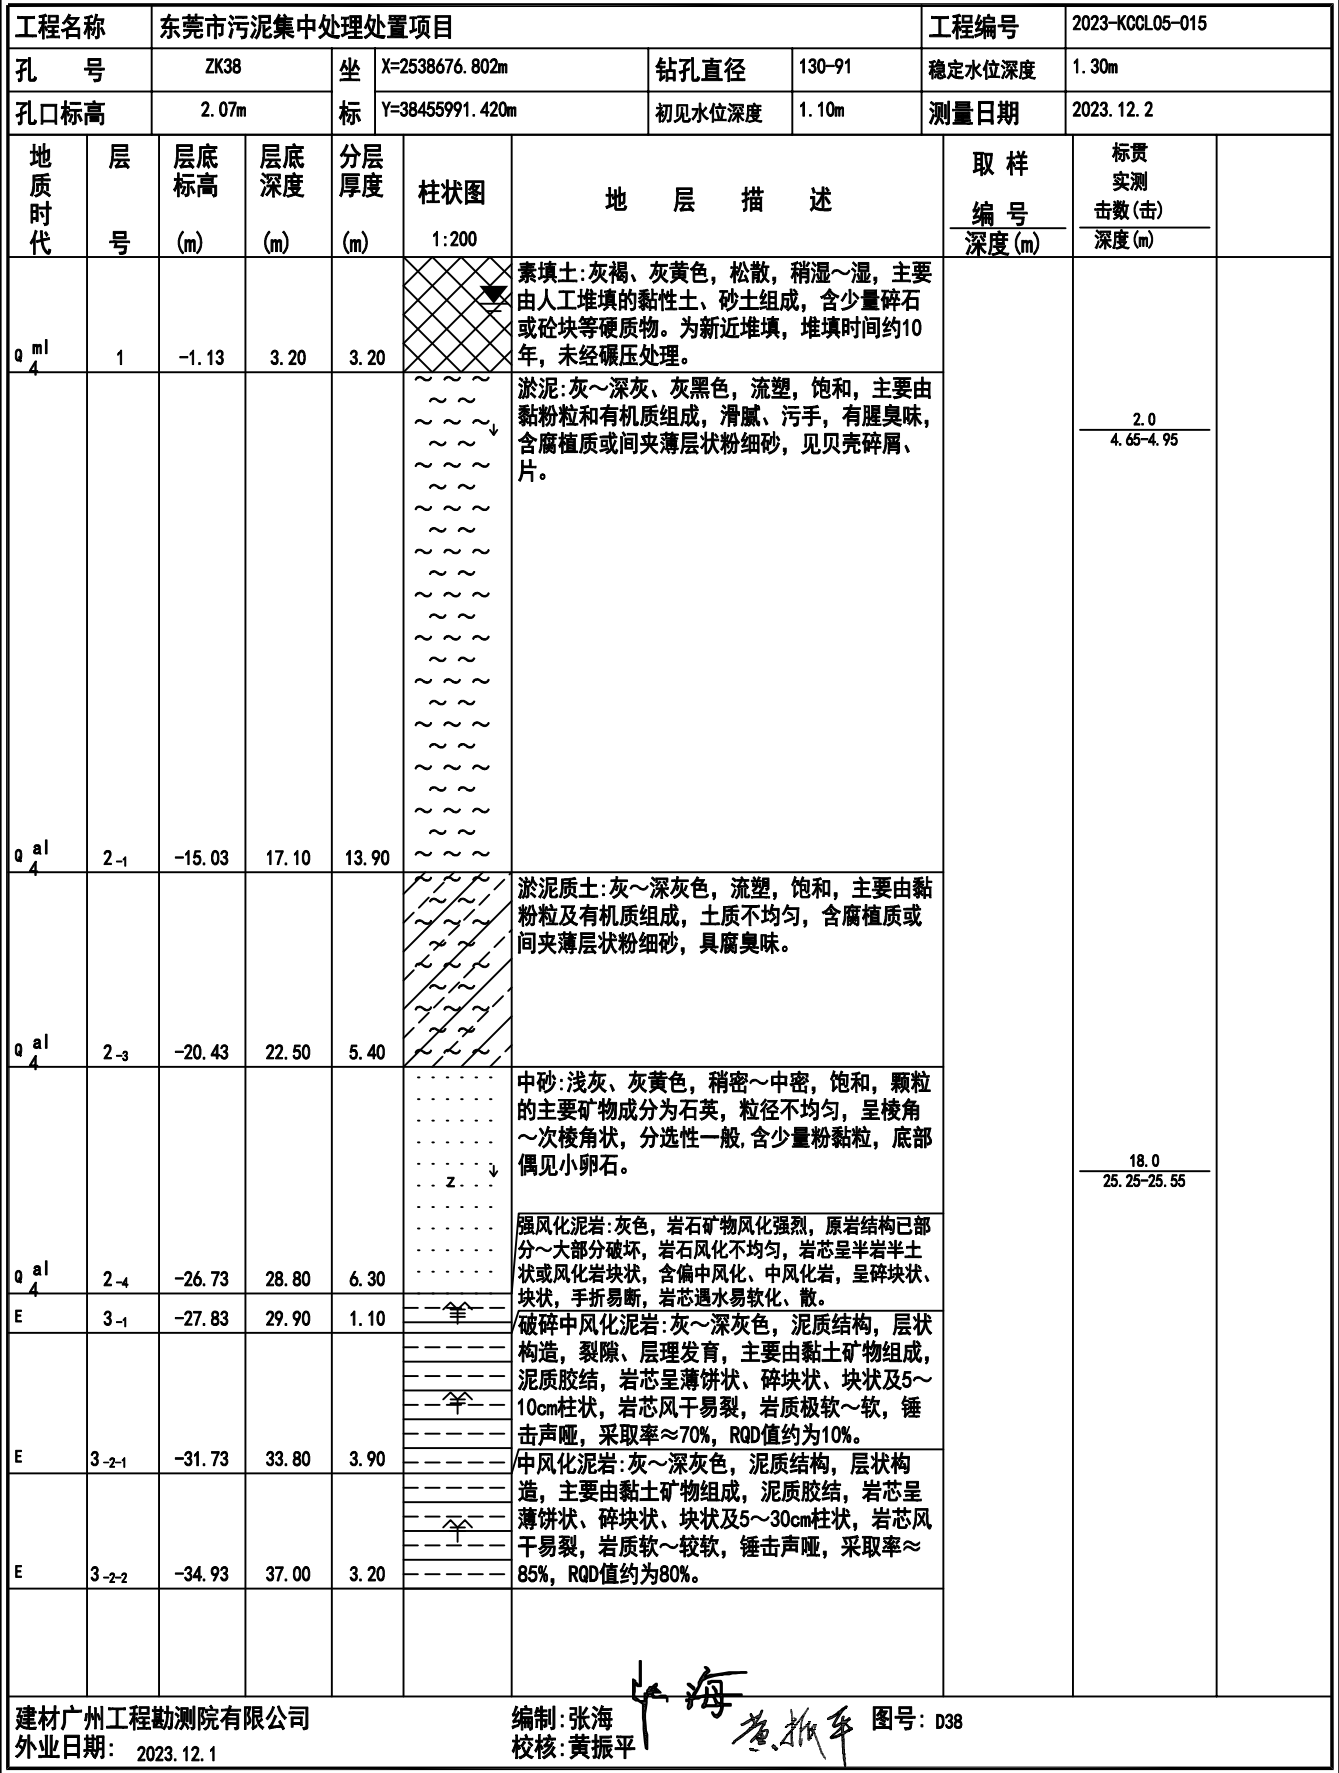 工程名称 东莞市污泥集中处理处置项目 工程编号 2023-KCCL05-015
孔 号 ZK38 坐 X=2538676.802m 钻孔直径 130-91 稳定水位深度 1.30m
孔口标高 2.07m 标 Y=38455991.420m 初见水位深度 1.10m 测量日期 2023.12.2
地质时代 层号 层底标高(m) 层底深度(m) 分层厚度(m) 柱状图 1:200 地 层 描 述 取样编号 深度(m) 标贯实测击数(击) 深度(m)
素填土:灰褐、灰黄色，松散，稍湿～湿，主要
由人工堆填的黏性土、砂土组成，含少量碎石
或砼块等硬质物。为新近堆填，堆填时间约10
年，未经碾压处理。
Q ml 4 1 -1.13 3.20 3.20
淤泥:灰～深灰、灰黑色，流塑，饱和，主要由
黏粉粒和有机质组成，滑腻、污手，有腥臭味，
含腐植质或间夹薄层状粉细砂，见贝壳碎屑、
片。
2.0
4.65-4.95
Q al 4 2-1 -15.03 17.10 13.90
淤泥质土:灰～深灰色，流塑，饱和，主要由黏
粉粒及有机质组成，土质不均匀，含腐植质或
间夹薄层状粉细砂，具腐臭味。
Q al 4 2-3 -20.43 22.50 5.40
中砂:浅灰、灰黄色，稍密～中密，饱和，颗粒
的主要矿物成分为石英，粒径不均匀，呈棱角
～次棱角状，分选性一般,含少量粉黏粒，底部
偶见小卵石。
z
18.0
25.25-25.55
Q al 4 2-4 -26.73 28.80 6.30
强风化泥岩:灰色，岩石矿物风化强烈，原岩结构已部
分～大部分破坏，岩石风化不均匀，岩芯呈半岩半土
状或风化岩块状，含偏中风化、中风化岩，呈碎块状、
块状，手折易断，岩芯遇水易软化、散。
E 3-1 -27.83 29.90 1.10
破碎中风化泥岩:灰～深灰色，泥质结构，层状
构造，裂隙、层理发育，主要由黏土矿物组成，
泥质胶结，岩芯呈薄饼状、碎块状、块状及5～
10cm柱状，岩芯风干易裂，岩质极软～软，锤
击声哑，采取率≈70%，RQD值约为10%。
E 3-2-1 -31.73 33.80 3.90
中风化泥岩:灰～深灰色，泥质结构，层状构
造，主要由黏土矿物组成，泥质胶结，岩芯呈
薄饼状、碎块状、块状及5～30cm柱状，岩芯风
干易裂，岩质软～较软，锤击声哑，采取率≈
85%，RQD值约为80%。
E 3-2-2 -34.93 37.00 3.20
张海
黄振平
建材广州工程勘测院有限公司 编制:张海 图号: D38
外业日期: 2023.12.1 校核:黄振平